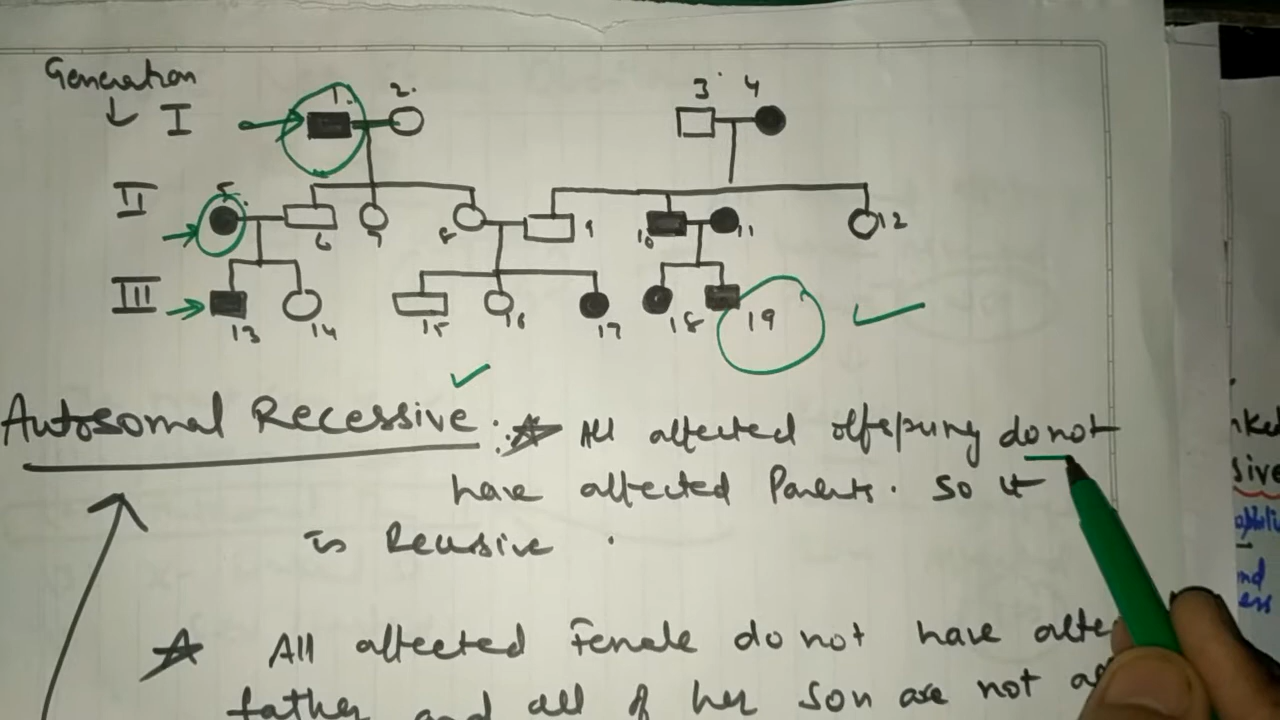 Generation
↓ I
1. 2. 3 4
II
5. 6 7 8 9 10 11 12
III
13 14 15 16 17 18 19
Autosomal Recessive : All affected offspring do not
have affected Parents. So it
is Recusive .
All affected Female do not have
father and all of her son are not